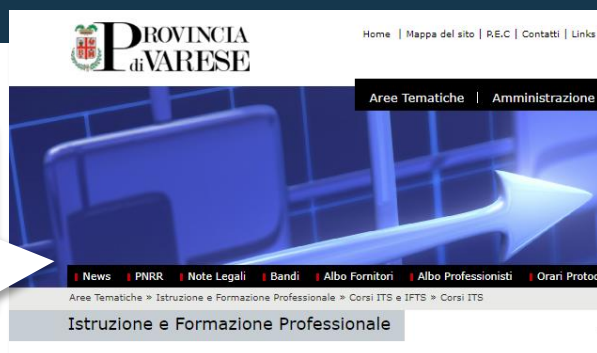 PROVINCIA
di VARESE
Home | Mappa del sito | P.E.C | Contatti | Links
Aree Tematiche | Amministrazione
News | PNRR | Note Legali | Bandi | Albo Fornitori | Albo Professionisti | Orari
Aree Tematiche » Istruzione e Formazione Professionale » Corsi ITS e IFTS » Corsi ITS
Istruzione e Formazione Professionale